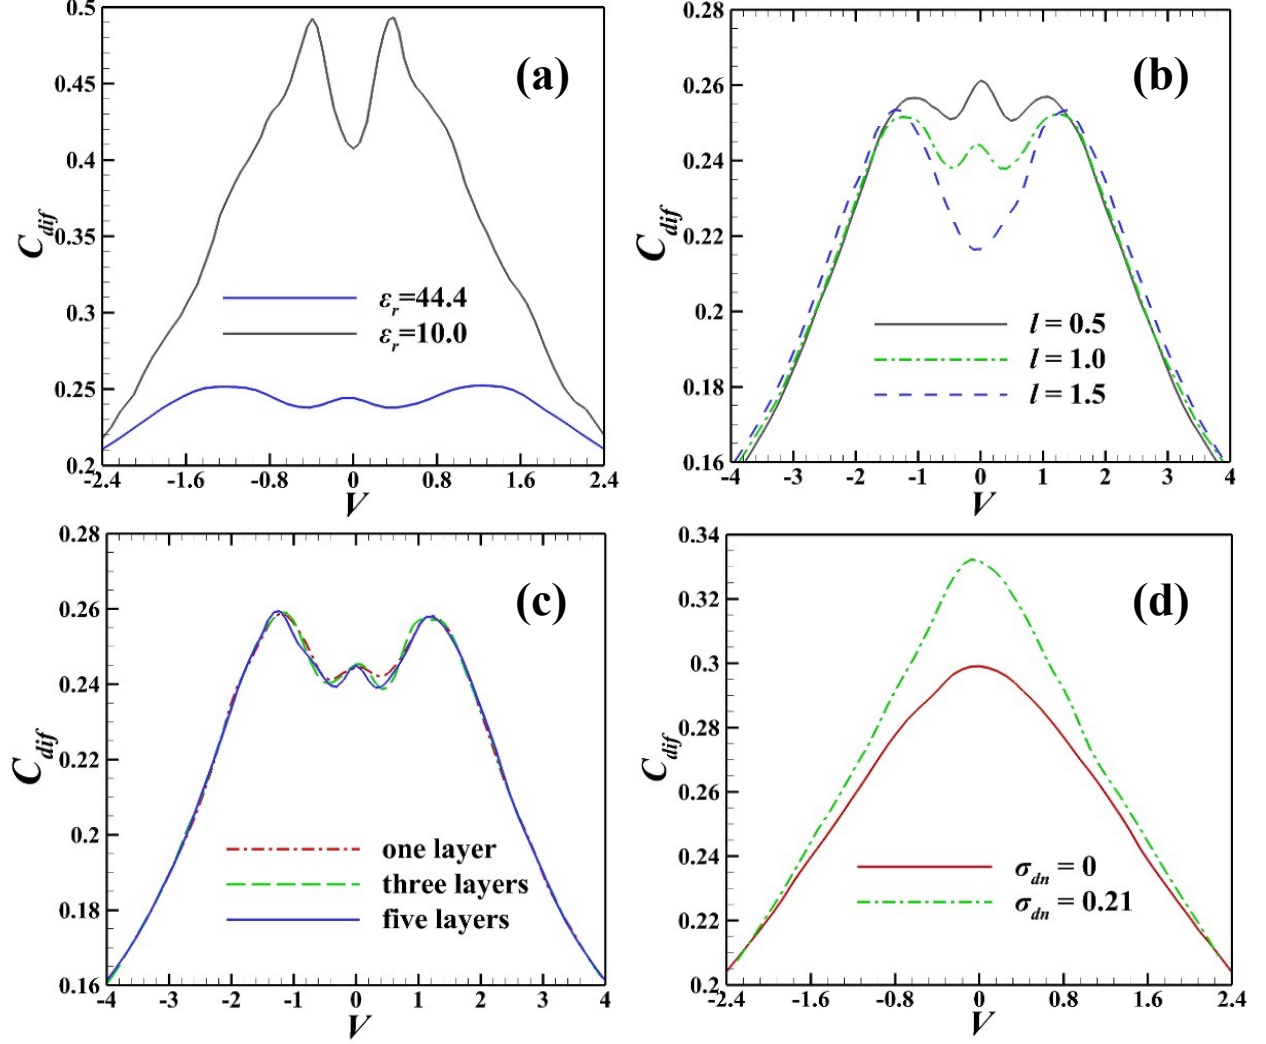 (a)
0.5
0.45
0.4
0.35
0.3
0.25
0.2
C_dif
ε_r=44.4
ε_r=10.0
-2.4 -1.6 -0.8 0 0.8 1.6 2.4
V
(b)
0.28
0.26
0.24
0.22
0.2
0.18
0.16
C_dif
l = 0.5
l = 1.0
l = 1.5
-4 -3 -2 -1 0 1 2 3 4
V
(c)
0.28
0.26
0.24
0.22
0.2
0.18
0.16
C_dif
one layer
three layers
five layers
-4 -3 -2 -1 0 1 2 3 4
V
(d)
0.34
0.32
0.3
0.28
0.26
0.24
0.22
0.2
C_dif
σ_dn = 0
σ_dn = 0.21
-2.4 -1.6 -0.8 0 0.8 1.6 2.4
V